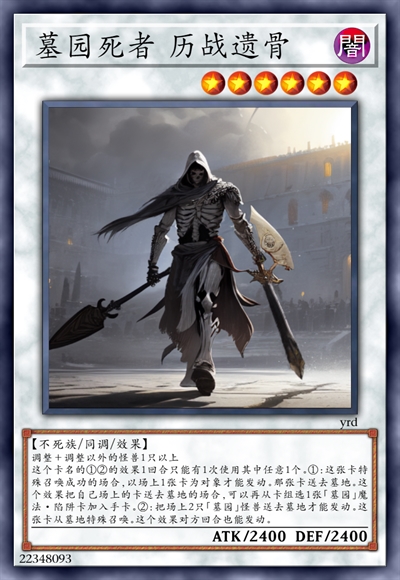 墓园死者 历战遗骨
闇
yrd
【不死族/同调/效果】
调整＋调整以外的怪兽1只以上
这个卡名的①②的效果1回合只能有1次使用其中任意1个。①：这张卡特
殊召唤成功的场合，以场上1张卡为对象才能发动。那张卡送去墓地。这
个效果把自己场上的卡送去墓地的场合，可以再从卡组选1张「墓园」魔
法·陷阱卡加入手卡。②：把场上2只「墓园」怪兽送去墓地才能发动。这
张卡从墓地特殊召唤。这个效果对方回合也能发动。
ATK/2400 DEF/2400
22348093